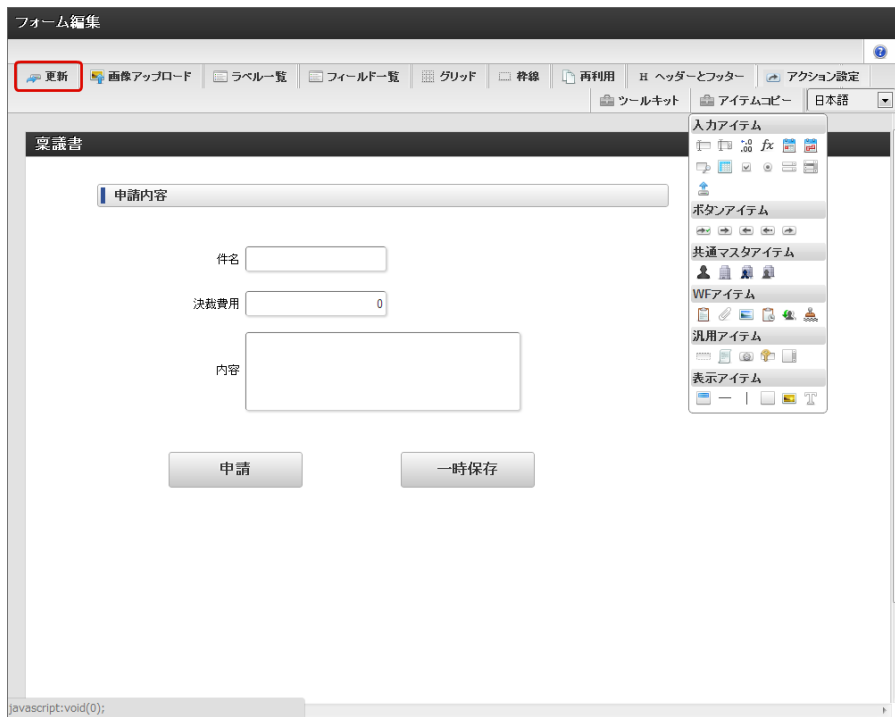 フォーム編集
更新 画像アップロード ラベル一覧 フィールド一覧 グリッド 枠線 再利用 H ヘッダーとフッター アクション設定
ツールキット アイテムコピー 日本語
入力アイテム
稟議書
申請内容
ボタンアイテム
共通マスタアイテム
件名
WFアイテム
決裁費用 0
汎用アイテム
内容
表示アイテム
申請 一時保存
javascript:void(0);